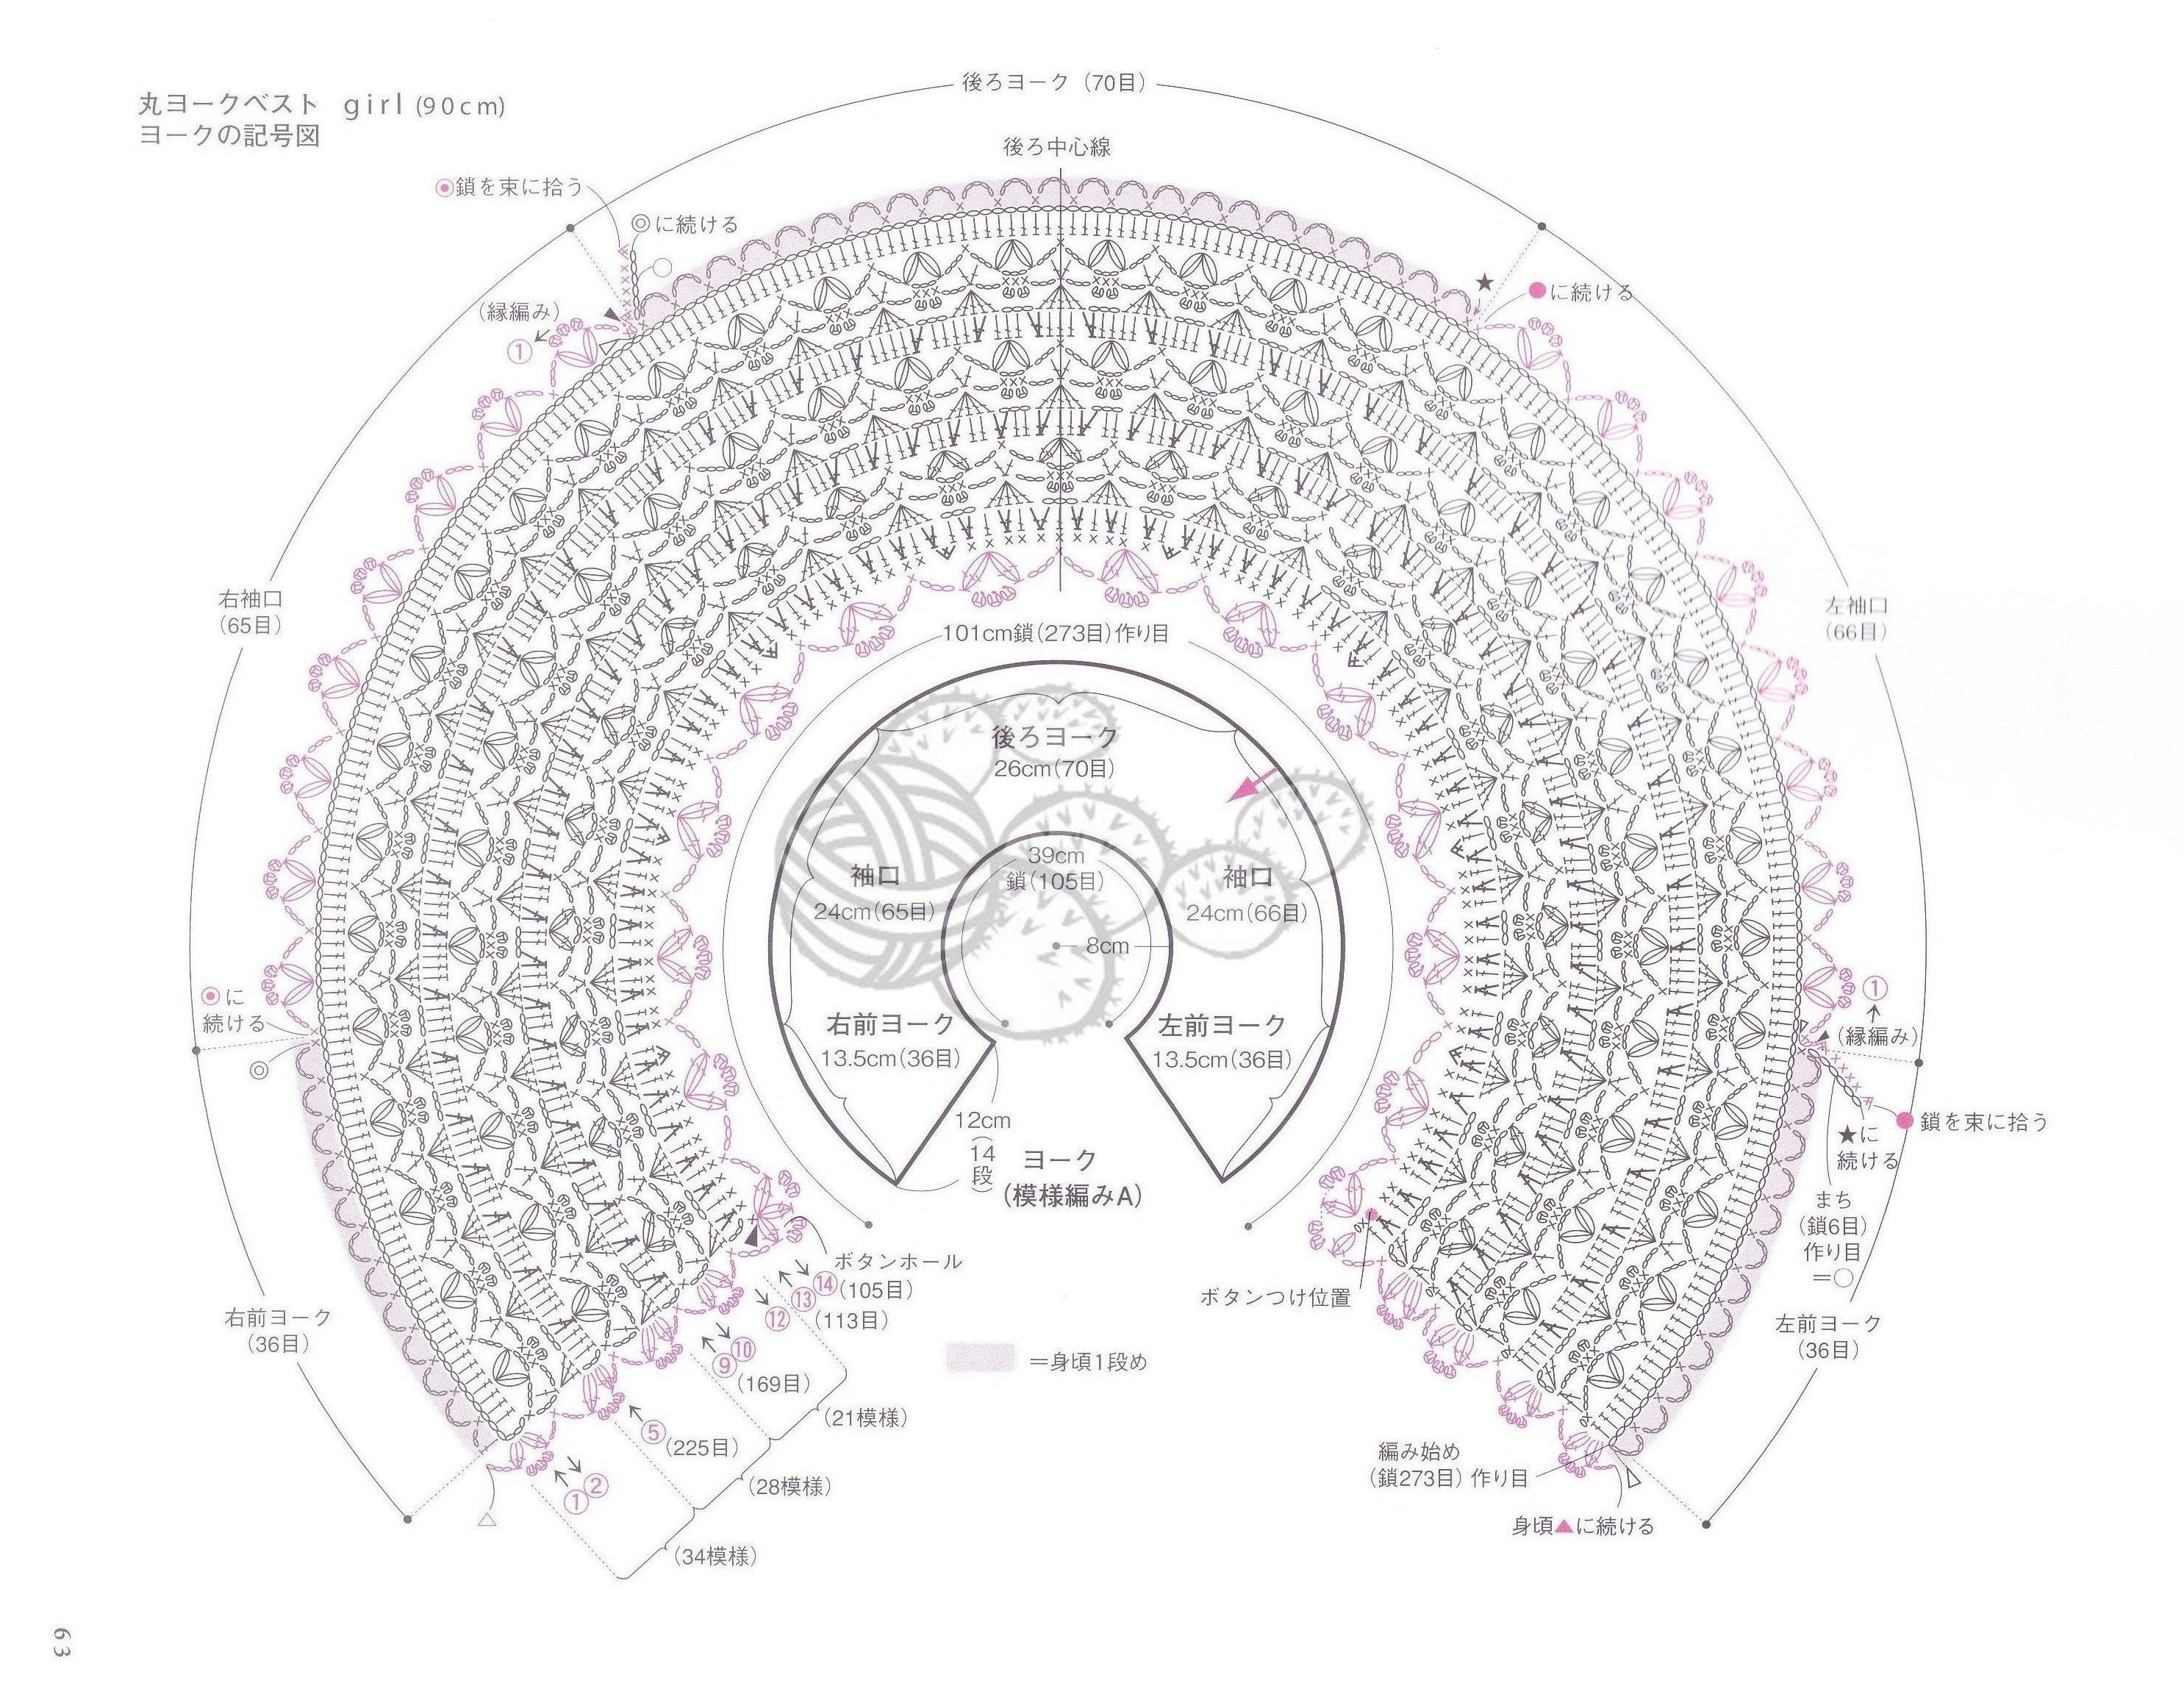 丸ヨークベスト girl (90cm)
ヨークの記号図
後ろヨーク (70目)
後ろ中心線
鎖を束に拾う
◎に続ける
(縁編み)
①
★
●に続ける
右袖口
(65目)
左袖口
(66目)
101cm鎖(273目)作り目
後ろヨーク
26cm(70目)
39cm
鎖(105目)
袖口
24cm(65目)
袖口
24cm(66目)
8cm
右前ヨーク
13.5cm(36目)
左前ヨーク
13.5cm(36目)
12cm
(14段)
ヨーク
(模様編みA)
◉に
続ける
◎
①
(縁編み)
●鎖を束に拾う
★に
続ける
まち
(鎖6目)
作り目
=○
ボタンホール
⑭(105目)
⑬
(113目)
⑫
⑩
⑨
(169目)
(21模様)
⑤
(225目)
(28模様)
②
①
(34模様)
ボタンつけ位置
=身頃1段め
右前ヨーク
(36目)
左前ヨーク
(36目)
編み始め
(鎖273目)作り目
身頃▲に続ける
63